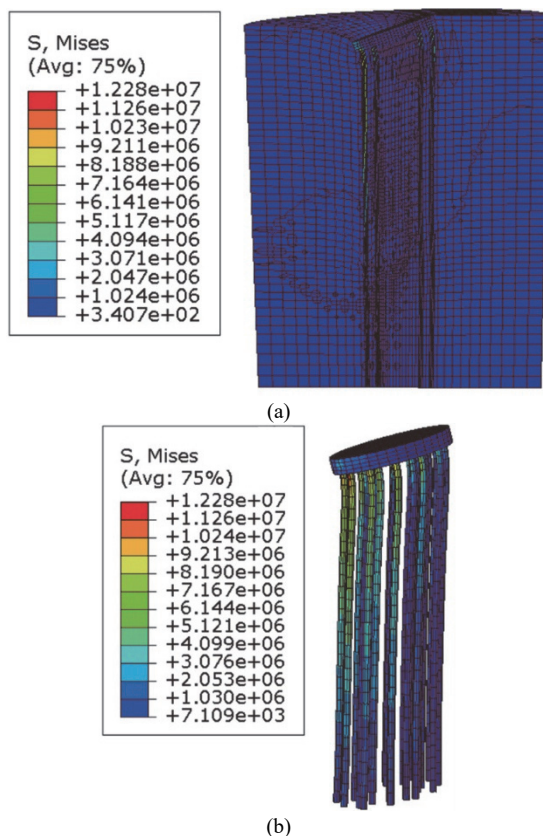 S, Mises
(Avg: 75%)
+1.228e+07
+1.126e+07
+1.023e+07
+9.211e+06
+8.188e+06
+7.164e+06
+6.141e+06
+5.117e+06
+4.094e+06
+3.071e+06
+2.047e+06
+1.024e+06
+3.407e+02
(a)
S, Mises
(Avg: 75%)
+1.228e+07
+1.126e+07
+1.024e+07
+9.213e+06
+8.190e+06
+7.167e+06
+6.144e+06
+5.121e+06
+4.099e+06
+3.076e+06
+2.053e+06
+1.030e+06
+7.109e+03
(b)